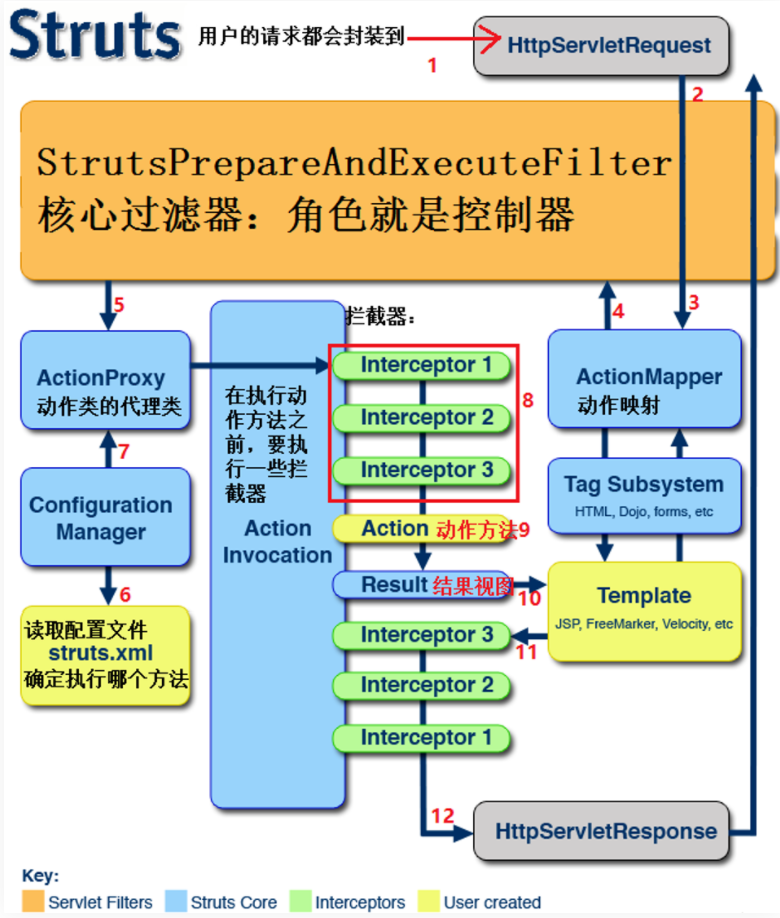 Struts
用户的请求都会封装到
1
HttpServletRequest
2
StrutsPrepareAndExecuteFilter
核心过滤器：角色就是控制器
5
4
3
拦截器：
ActionProxy
动作类的代理类
7
Configuration
Manager
6
读取配置文件
struts.xml
确定执行哪个方法
在执行动
作方法之
前，要执
行一些拦
截器
Action
Invocation
Interceptor 1
Interceptor 2
Interceptor 3
8
Action 动作方法9
Result 结果视图
10
Interceptor 3
11
Interceptor 2
Interceptor 1
ActionMapper
动作映射
Tag Subsystem
HTML, Dojo, forms, etc
Template
JSP, FreeMarker, Velocity, etc
12
HttpServletResponse
Key:
Servlet Filters
Struts Core
Interceptors
User created